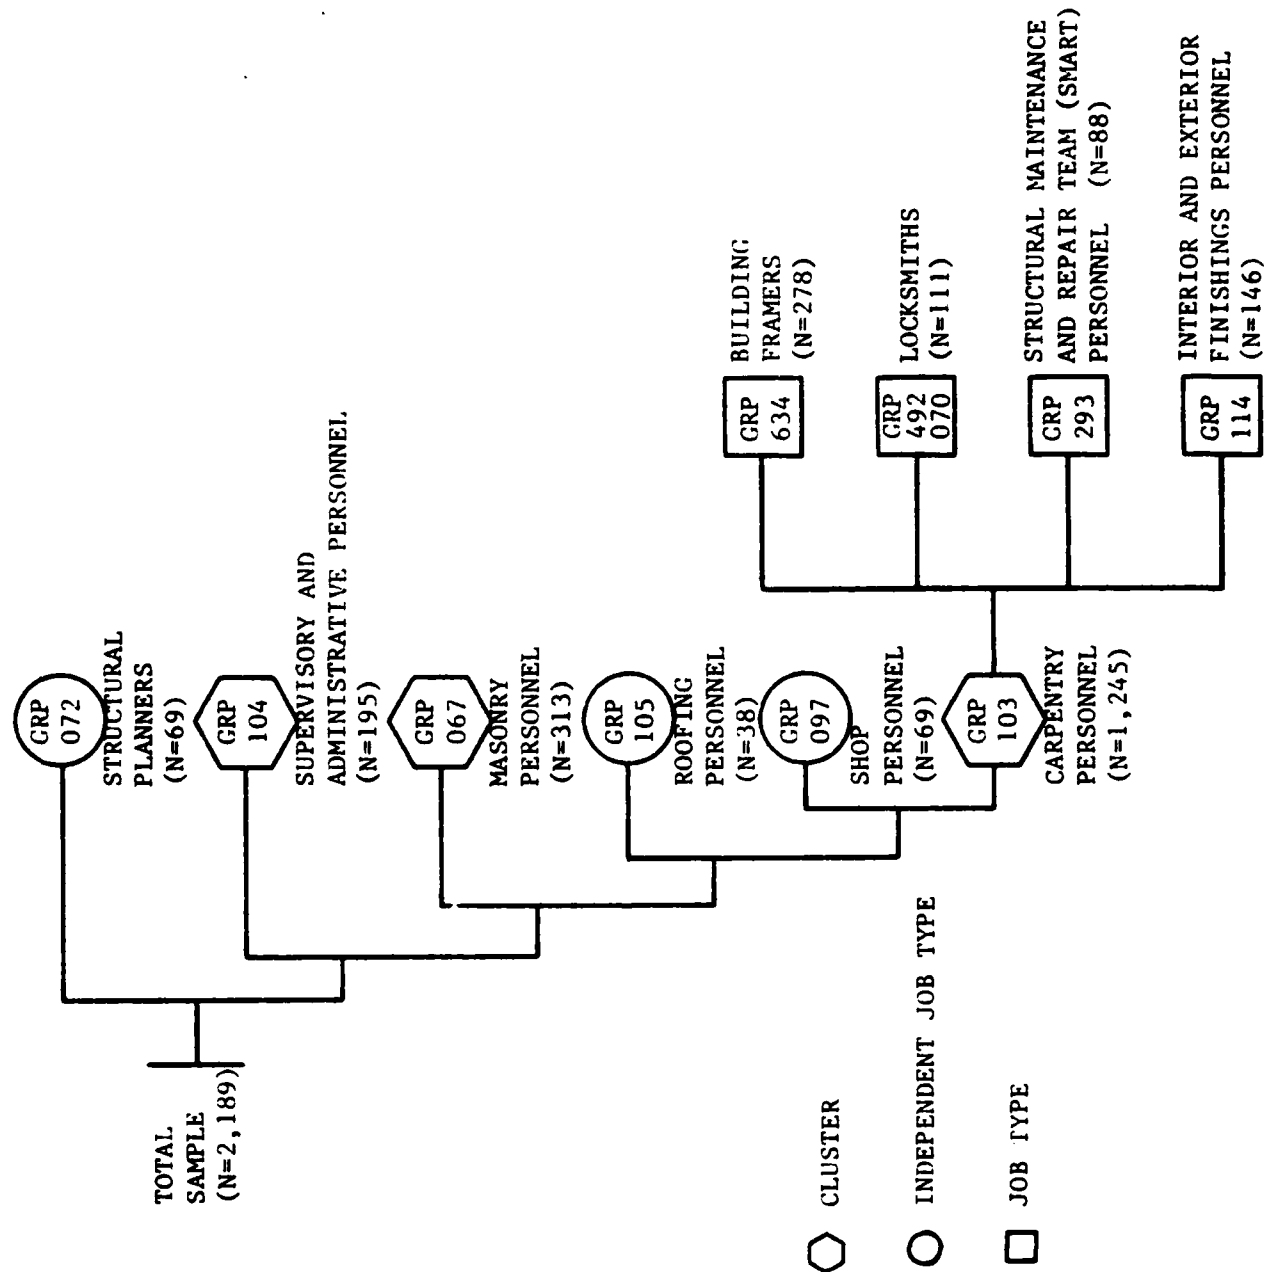 TOTAL
SAMPLE
(N=2,189)
GRP
072
STRUCTURAL
PLANNERS
(N=69)
GRP
104
SUPERVISORY AND
ADMINISTRATIVE PERSONNEL
(N=195)
GRP
067
MASONRY
PERSONNEL
(N=313)
GRP
105
ROOFING
PERSONNEL
(N=38)
GRP
097
SHOP
PERSONNEL
(N=69)
GRP
103
CARPENTRY
PERSONNEL
(N=1,245)
GRP
634
BUILDING
FRAMERS
(N=278)
GRP
492
070
LOCKSMITHS
(N=111)
GRP
293
STRUCTURAL MAINTENANCE
AND REPAIR TEAM (SMART)
PERSONNEL (N=88)
GRP
114
INTERIOR AND EXTERIOR
FINISHINGS PERSONNEL
(N=146)
CLUSTER
INDEPENDENT JOB TYPE
JOB TYPE